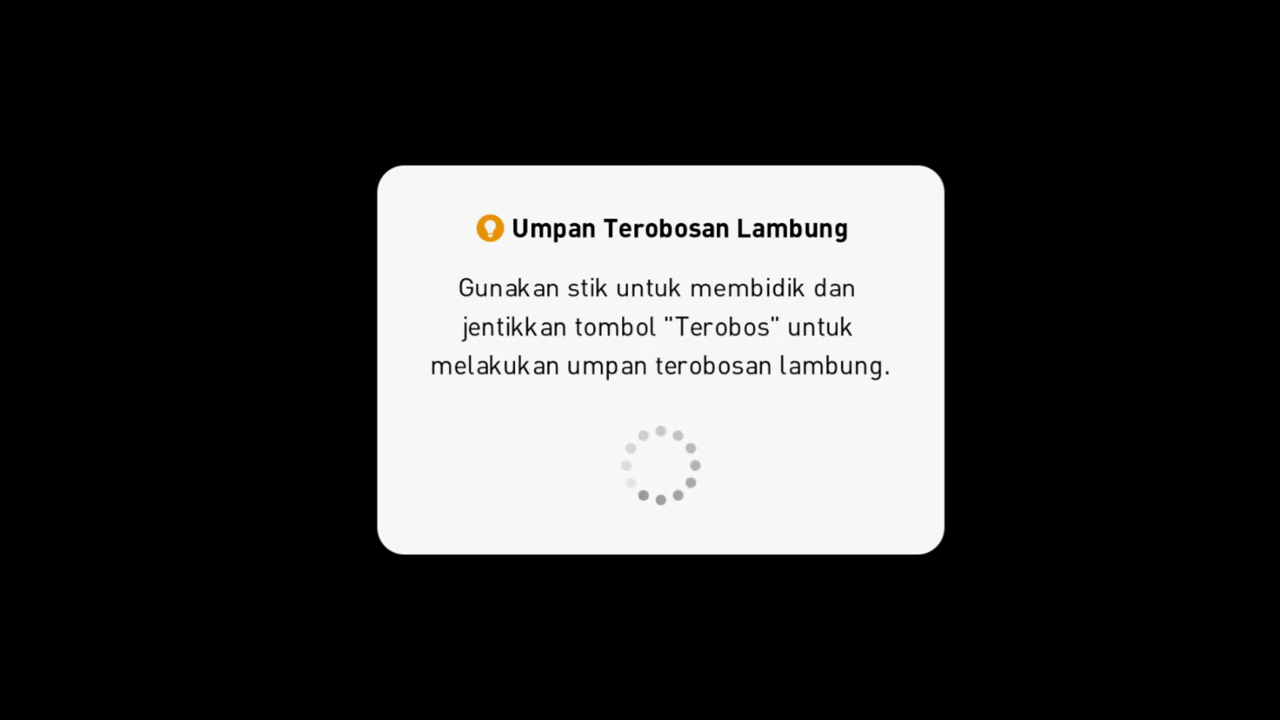 Umpan Terobosan Lambung
Gunakan stik untuk membidik dan
jentikkan tombol "Terobos" untuk
melakukan umpan terobosan lambung.